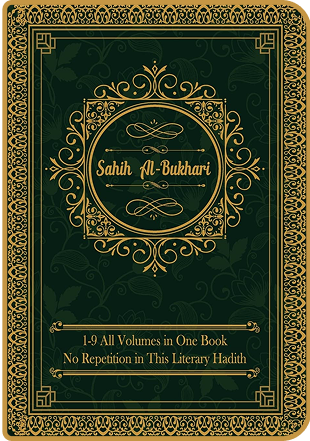 Sahih Al-Bukhari
1-9 All Volumes in One Book
No Repetition in This Literary Hadith